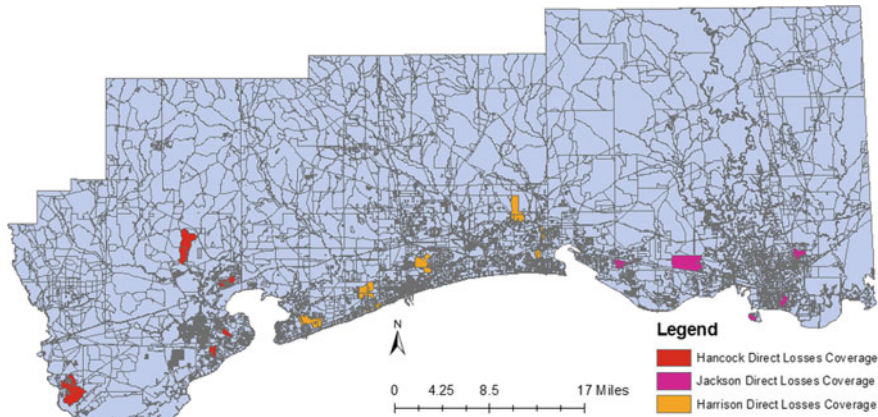 N
Legend
Hancock Direct Losses Coverage
Jackson Direct Losses Coverage
Harrison Direct Losses Coverage
0 4.25 8.5 17 Miles